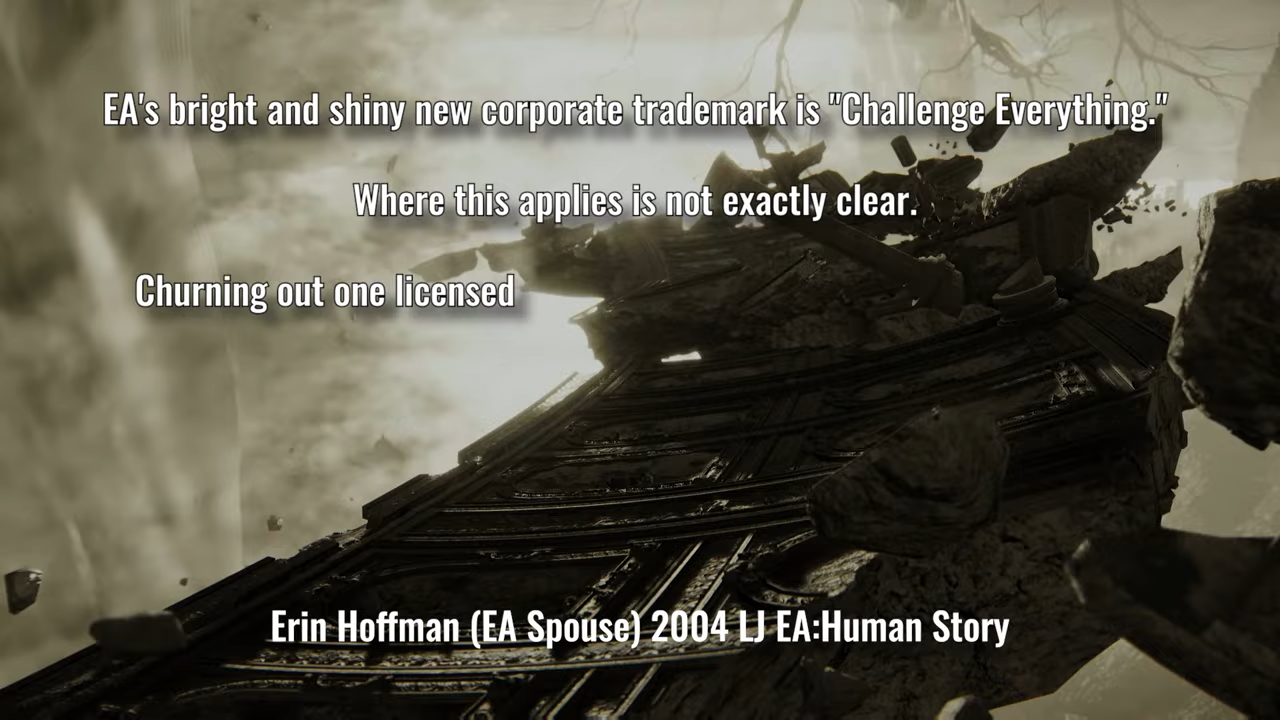 EA's bright and shiny new corporate trademark is "Challenge Everything."
Where this applies is not exactly clear.
Churning out one licensed
Erin Hoffman (EA Spouse) 2004 LJ EA:Human Story